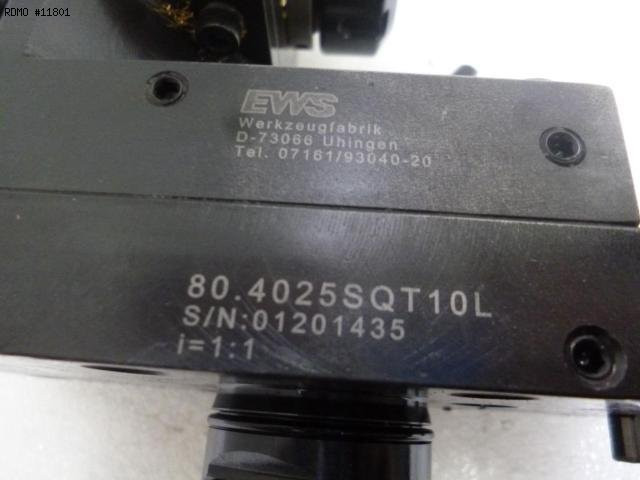 RDMO #11801
EWS
Werkzeugfabrik
D-73066 Uhingen
Tel. 07161/93040-20
80.4025SQT10L
S/N:01201435
i=1:1